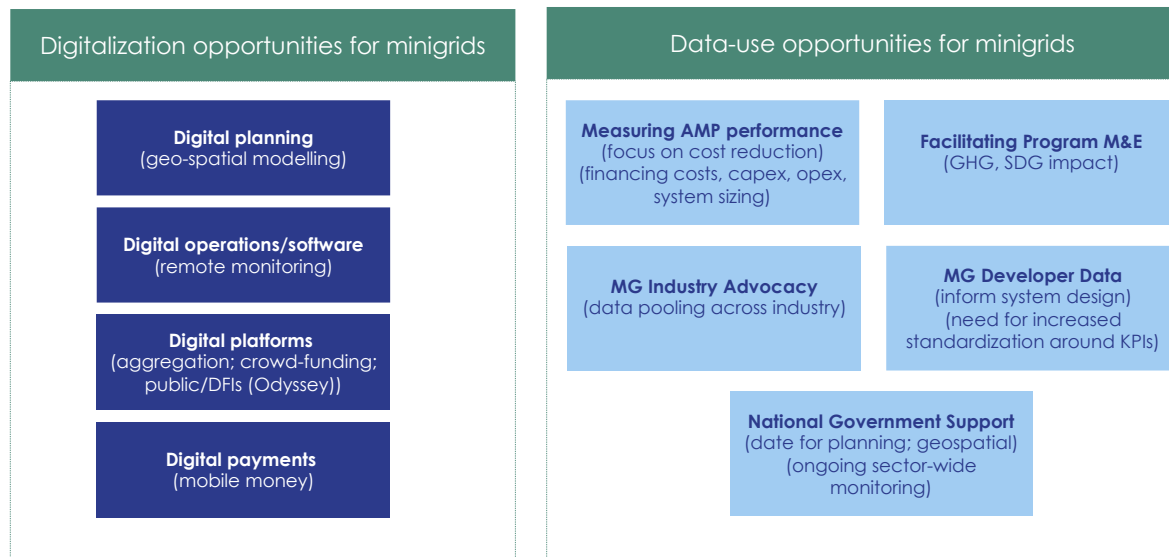 Digitalization opportunities for minigrids
Digital planning
(geo-spatial modelling)
Digital operations/software
(remote monitoring)
Digital platforms
(aggregation; crowd-funding;
public/DFIs (Odyssey))
Digital payments
(mobile money)
Data-use opportunities for minigrids
Measuring AMP performance
(focus on cost reduction)
(financing costs, capex, opex,
system sizing)
Facilitating Program M&E
(GHG, SDG impact)
MG Industry Advocacy
(data pooling across industry)
MG Developer Data
(inform system design)
(need for increased
standardization around KPIs)
National Government Support
(date for planning; geospatial)
(ongoing sector-wide
monitoring)